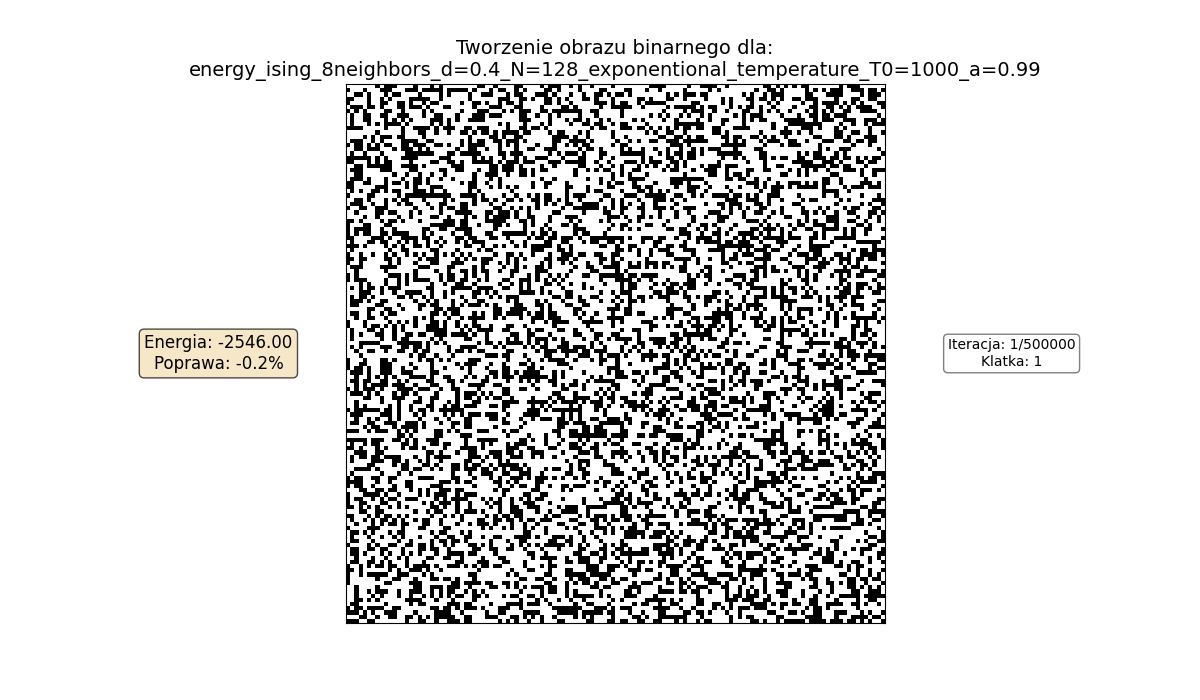 Tworzenie obrazu binarnego dla:
energy_ising_8neighbors_d=0.4_N=128_exponentional_temperature_T0=1000_a=0.99
Energia: -2546.00
Poprawa: -0.2%
Iteracja: 1/500000
Klatka: 1